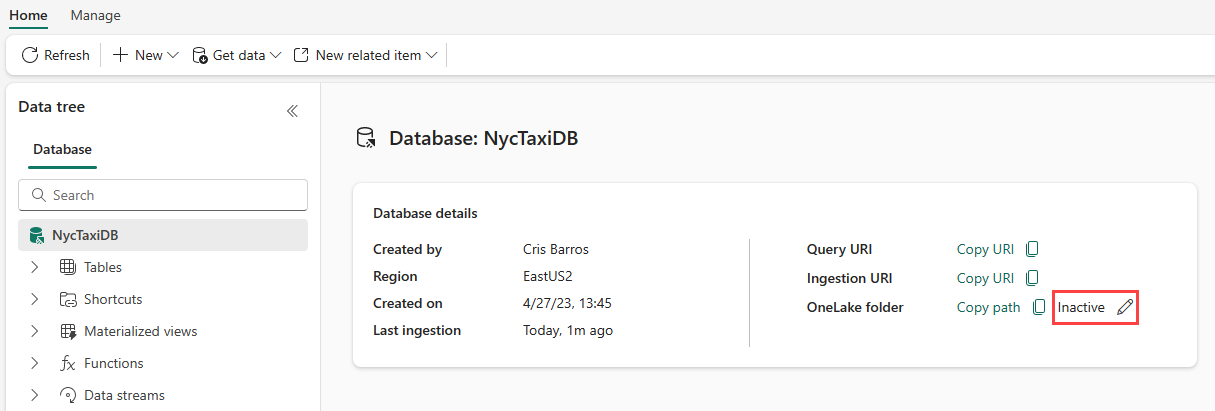 Home Manage
Refresh New Get data New related item
Data tree
Database
Search
NycTaxiDB
Tables
Shortcuts
Materialized views
fx Functions
Data streams
Database: NycTaxiDB
Database details
Created by Cris Barros
Region EastUS2
Created on 4/27/23, 13:45
Last ingestion Today, 1m ago
Query URI Copy URI
Ingestion URI Copy URI
OneLake folder Copy path Inactive